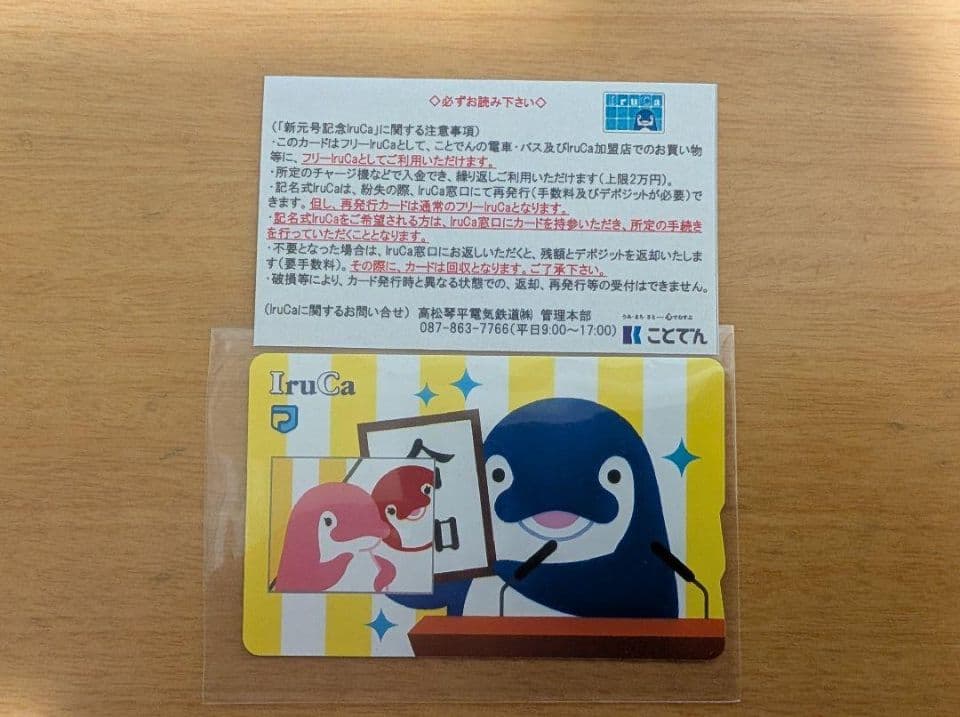 ◇必ずお読み下さい◇
IruCa
(「新元号記念IruCa」に関する注意事項)
・このカードはフリーIruCaとして、ことでんの電車・バス及びIruCa加盟店でのお買い物
等に、フリーIruCaとしてご利用いただけます。
・所定のチャージ機などで入金でき、繰り返しご利用いただけます(上限2万円)。
・記名式IruCaは、紛失の際、IruCa窓口にて再発行(手数料及びデポジットが必要)で
きます。但し、再発行カードは通常のフリーIruCaとなります。
・記名式IruCaをご希望される方は、IruCa窓口にカードを持参いただき、所定の手続き
を行っていただくこととなります。
・不要となった場合は、IruCa窓口にお返しいただくと、残額とデポジットを返却いたしま
す(要手数料)。その際に、カードは回収となります。ご了承下さい。
・破損等により、カード発行時と異なる状態での、返却、再発行等の受付はできません。
(IruCaに関するお問い合せ) 高松琴平電気鉄道㈱ 管理本部
087-863-7766(平日9:00～17:00)
ことでん
IruCa
フ